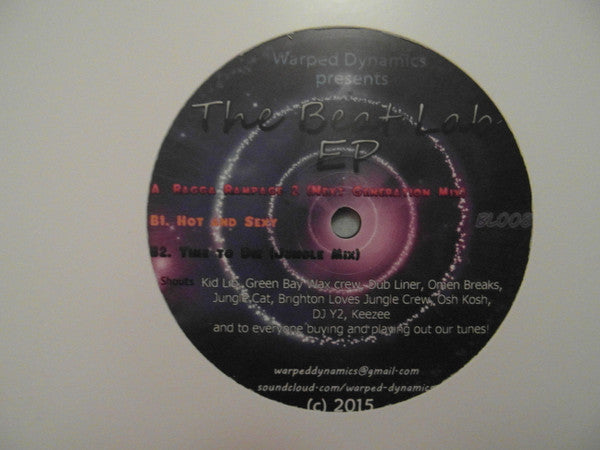 Warped Dynamics
presents
The Beat Lab
EP
A Ragga Rampage 2 (Next Generation Mix)
B1. Hot and Sexy
BL008
B2. Time to Die (Jungle Mix)
Shouts Kid Lib, Green Bay Wax crew, Dub Liner, Omen Breaks,
Jungle Cat, Brighton Loves Jungle Crew, Osh Kosh,
DJ Y2, Keezee
and to everyone buying and playing out our tunes!
warpeddynamics@gmail.com
soundcloud.com/warped-dynamics
(c) 2015